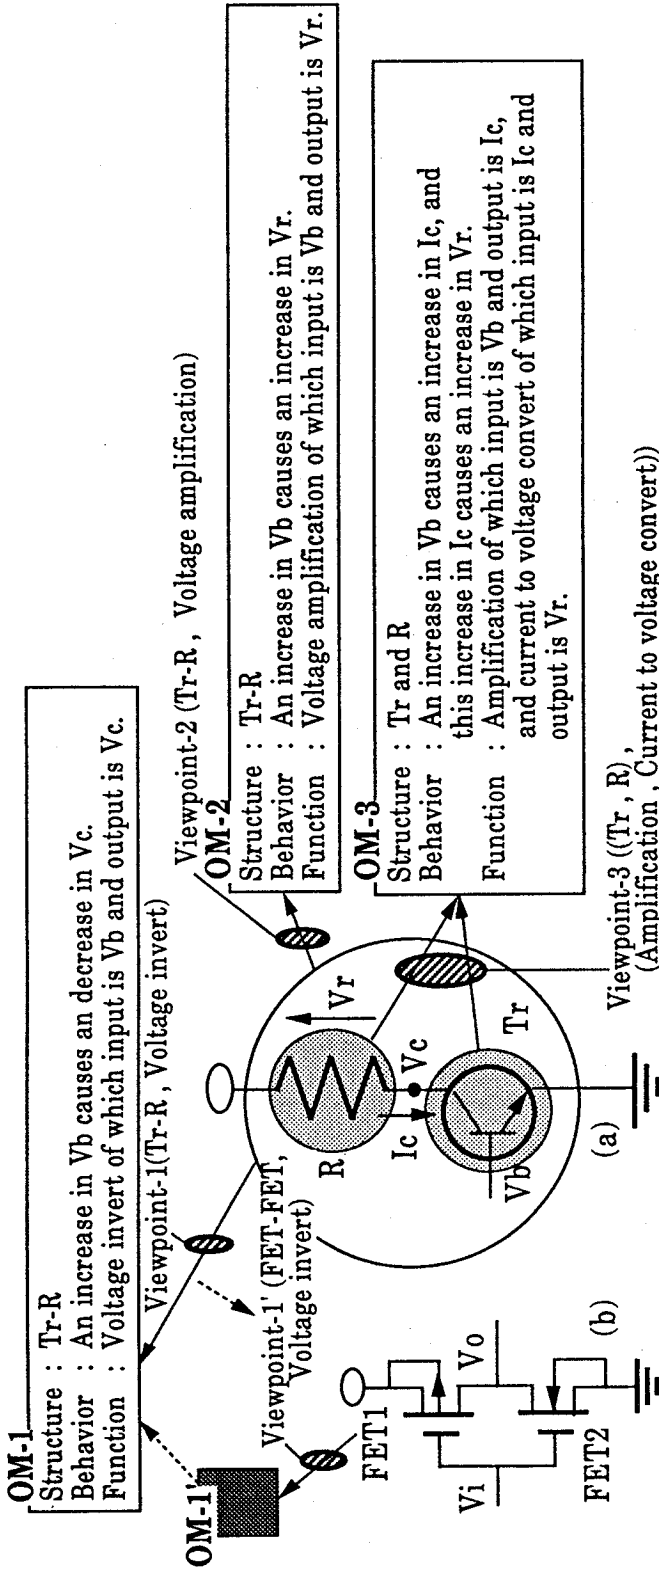 OM-1
Structure : Tr-R
Behavior : An increase in Vb causes an decrease in Vc.
Function : Voltage invert of which input is Vb and output is Vc.
Viewpoint-1(Tr-R , Voltage invert)
OM-1'
Viewpoint-1' (FET-FET,
Voltage invert)
Viewpoint-2 (Tr-R , Voltage amplification)
OM-2
Structure : Tr-R
Behavior : An increase in Vb causes an increase in Vr.
Function : Voltage amplification of which input is Vb and output is Vr.
OM-3
Structure : Tr and R
Behavior : An increase in Vb causes an increase in Ic, and
this increase in Ic causes an increase in Vr.
Function : Amplification of which input is Vb and output is Ic,
and current to voltage convert of which input is Ic and
output is Vr.
Viewpoint-3 ((Tr , R) ,
(Amplification , Current to voltage convert))
R
Vr
Ic
Vc
Tr
Vb
(a)
FET1
Vi
Vo
FET2
(b)